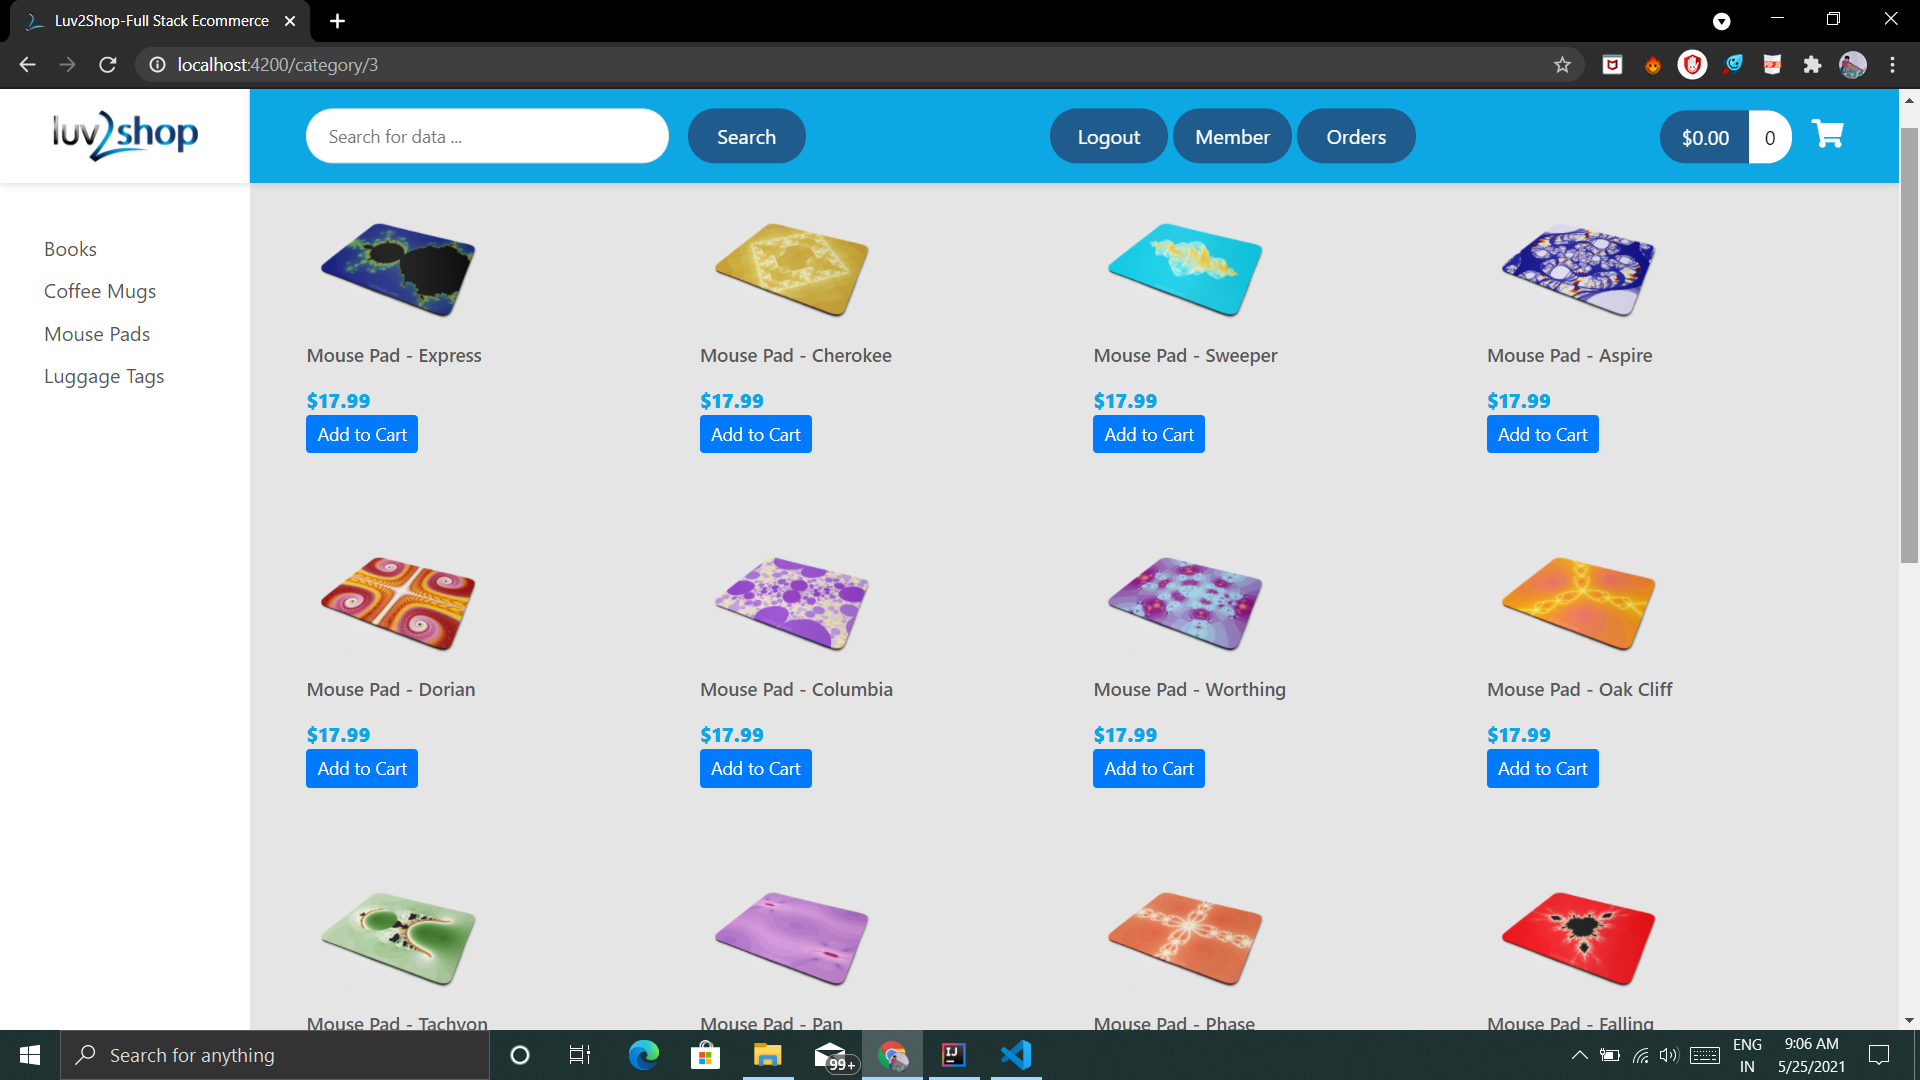 Luv2Shop-Full Stack Ecommerce
localhost:4200/category/3
luv2shop
Search for data ...
Search
Logout
Member
Orders
$0.00
0
Books
Coffee Mugs
Mouse Pads
Luggage Tags
Mouse Pad - Express
Mouse Pad - Cherokee
Mouse Pad - Sweeper
Mouse Pad - Aspire
$17.99
$17.99
$17.99
$17.99
Add to Cart
Add to Cart
Add to Cart
Add to Cart
Mouse Pad - Dorian
Mouse Pad - Columbia
Mouse Pad - Worthing
Mouse Pad - Oak Cliff
$17.99
$17.99
$17.99
$17.99
Add to Cart
Add to Cart
Add to Cart
Add to Cart
Mouse Pad - Tachyon
Mouse Pad - Pan
Mouse Pad - Phase
Mouse Pad - Falling
Search for anything
99+
IJ
ENG
IN
9:06 AM
5/25/2021